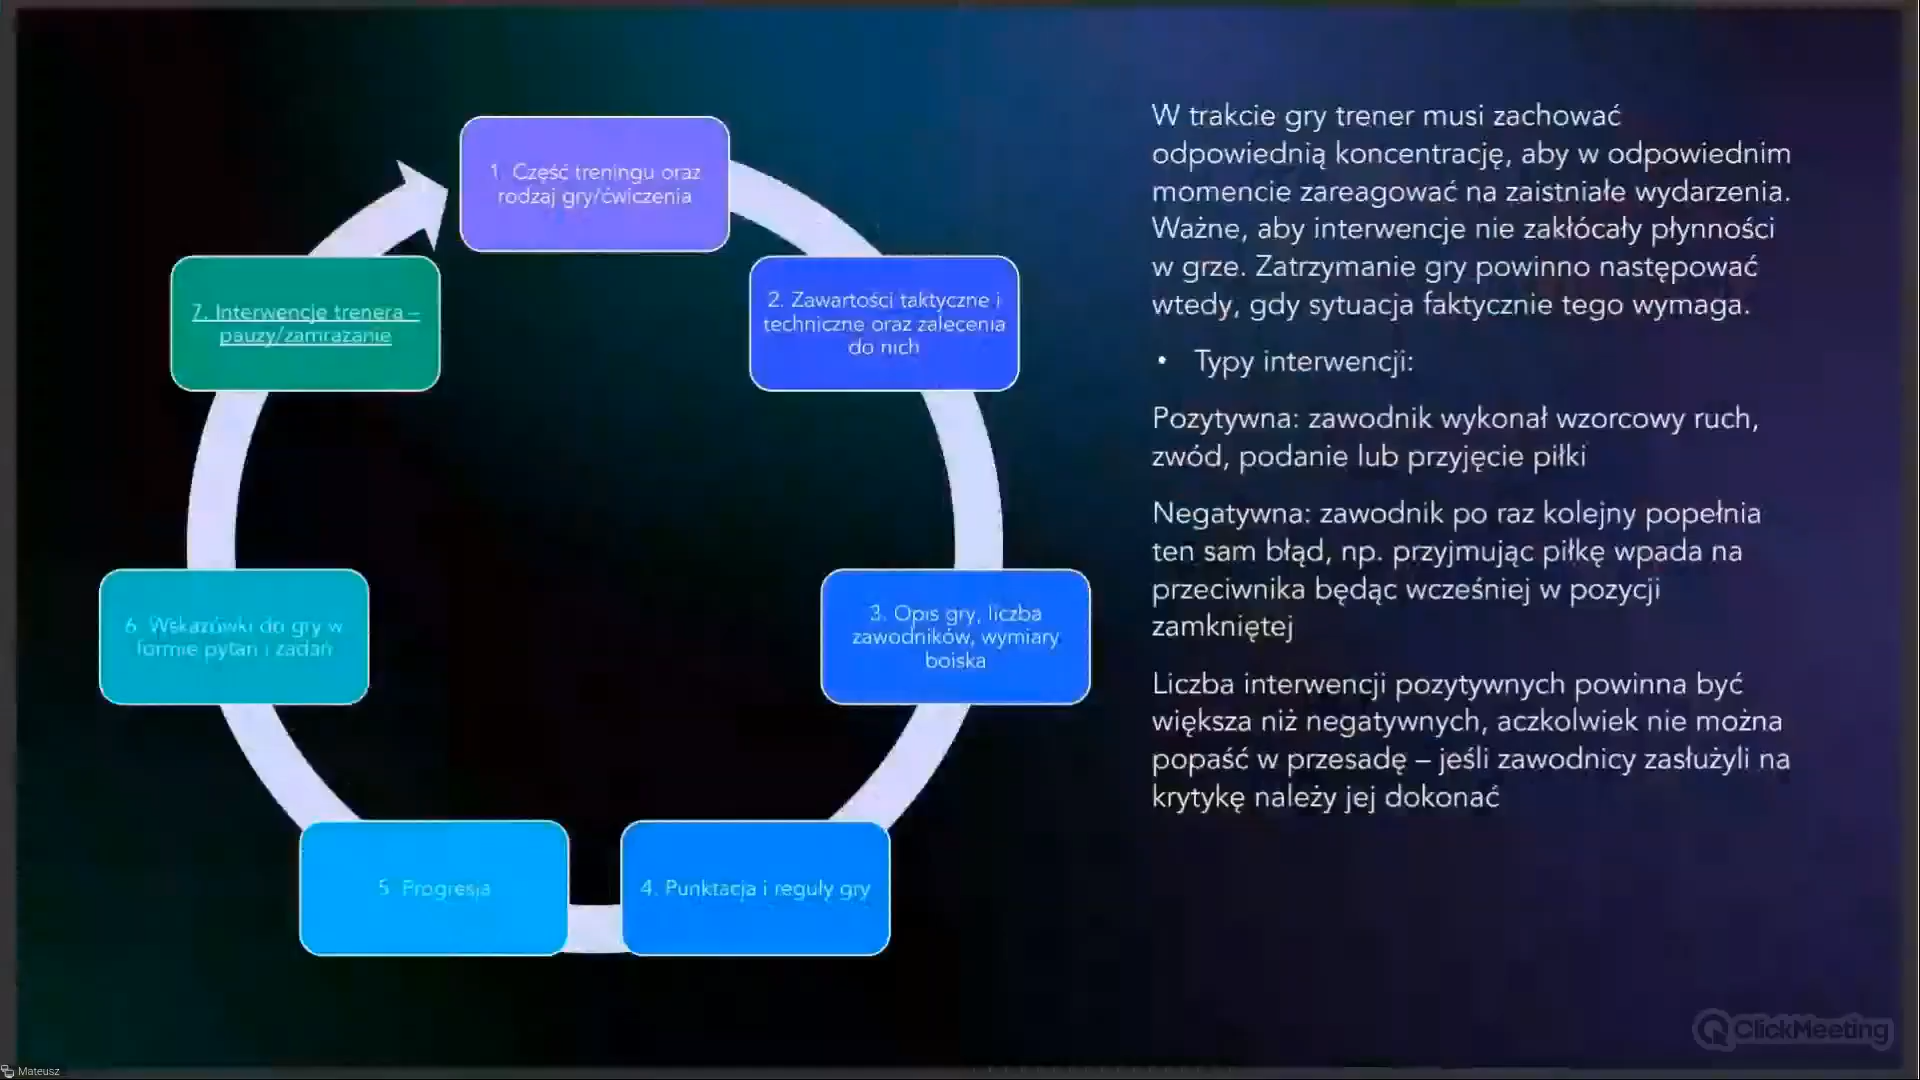 1. Część treningu oraz
rodzaj gry/ćwiczenia
2. Zawartości taktyczne i
techniczne oraz zalecenia
do nich
3. Opis gry, liczba
zawodników, wymiary
boiska
4. Punktacja i reguły gry
5. Progresja
6. Wskazówki do gry w
formie pytań i zadań
7. Interwencje trenera –
pauzy/zamrażanie
W trakcie gry trener musi zachować
odpowiednią koncentrację, aby w odpowiednim
momencie zareagować na zaistniałe wydarzenia.
Ważne, aby interwencje nie zakłócały płynności
w grze. Zatrzymanie gry powinno następować
wtedy, gdy sytuacja faktycznie tego wymaga.
• Typy interwencji:
Pozytywna: zawodnik wykonał wzorcowy ruch,
zwód, podanie lub przyjęcie piłki
Negatywna: zawodnik po raz kolejny popełnia
ten sam błąd, np. przyjmując piłkę wpada na
przeciwnika będąc wcześniej w pozycji
zamkniętej
Liczba interwencji pozytywnych powinna być
większa niż negatywnych, aczkolwiek nie można
popaść w przesadę – jeśli zawodnicy zasłużyli na
krytykę należy jej dokonać
ClickMeeting
Mateusz